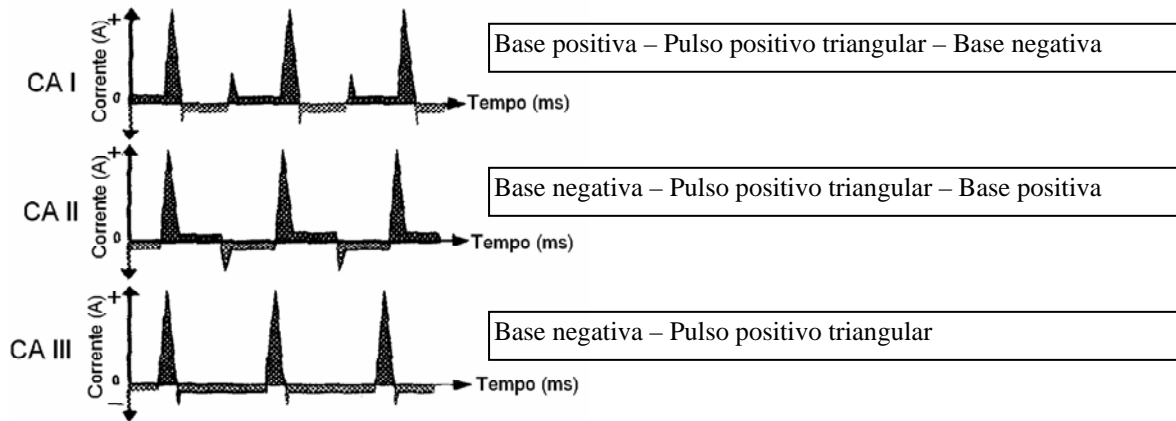 +
Corrente (A)
0
CA I
Tempo (ms)
Base positiva – Pulso positivo triangular – Base negativa
+
Corrente (A)
0
CA II
Tempo (ms)
Base negativa – Pulso positivo triangular – Base positiva
+
Corrente (A)
0
—
CA III
Tempo (ms)
Base negativa – Pulso positivo triangular